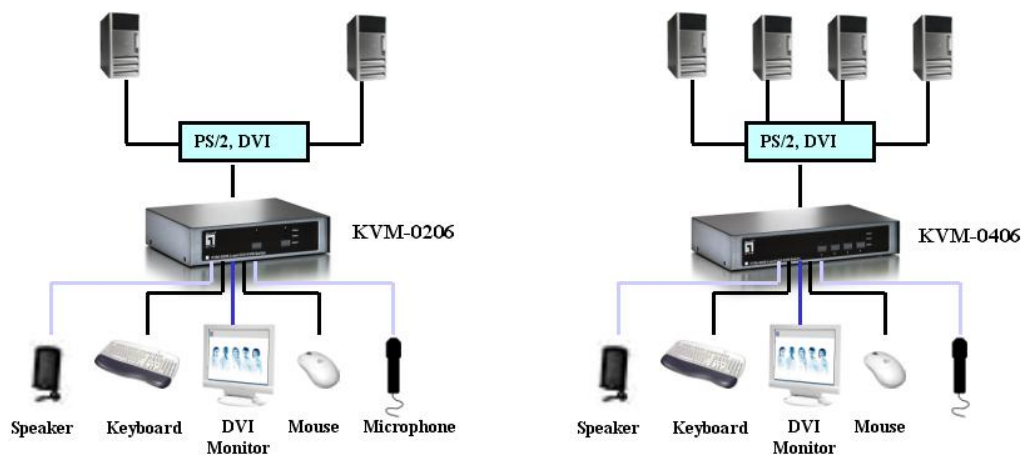 PS/2, DVI
PS/2, DVI
KVM-0206
KVM-0406
Speaker
Keyboard
DVI
Monitor
Mouse
Microphone
Speaker
Keyboard
DVI
Monitor
Mouse